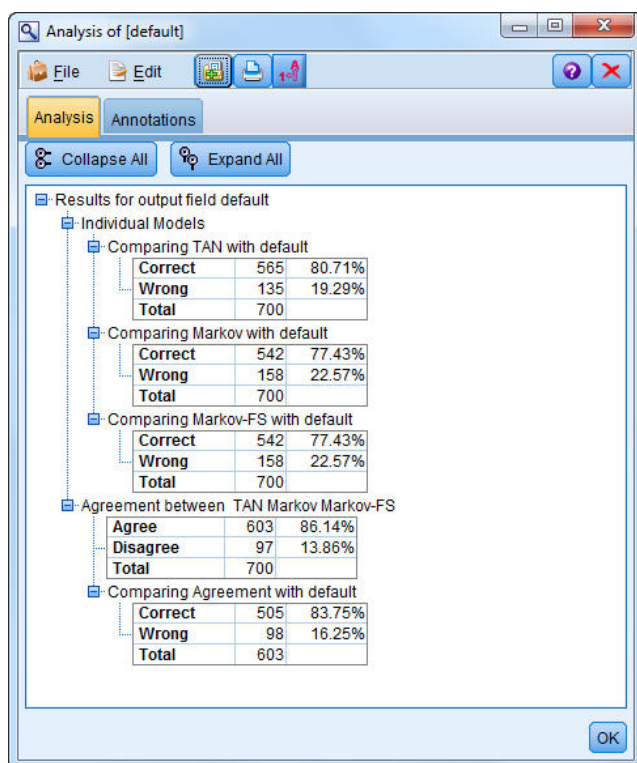 Analysis of [default]
File Edit
Analysis Annotations
Collapse All Expand All
Results for output field default
Individual Models
Comparing TAN with default
Correct 565 80.71%
Wrong 135 19.29%
Total 700
Comparing Markov with default
Correct 542 77.43%
Wrong 158 22.57%
Total 700
Comparing Markov-FS with default
Correct 542 77.43%
Wrong 158 22.57%
Total 700
Agreement between TAN Markov Markov-FS
Agree 603 86.14%
Disagree 97 13.86%
Total 700
Comparing Agreement with default
Correct 505 83.75%
Wrong 98 16.25%
Total 603
OK